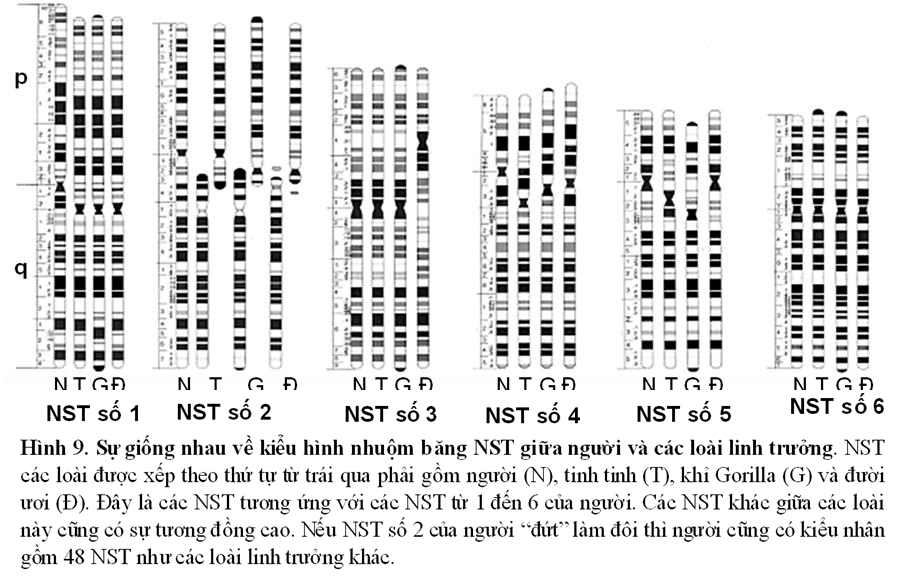 p
q
N T G Đ
NST số 1
N T G Đ
NST số 2
N T G Đ
NST số 3
N T G Đ
NST số 4
N T G Đ
NST số 5
N T G Đ
NST số 6
Hình 9. Sự giống nhau về kiểu hình nhuộm băng NST giữa người và các loài linh trưởng. NST
các loài được xếp theo thứ tự từ trái qua phải gồm người (N), tinh tinh (T), khỉ Gorilla (G) và đười
ươi (Đ). Đây là các NST tương ứng với các NST từ 1 đến 6 của người. Các NST khác giữa các loài
này cũng có sự tương đồng cao. Nếu NST số 2 của người “đứt” làm đôi thì người cũng có kiểu nhân
gồm 48 NST như các loài linh trưởng khác.